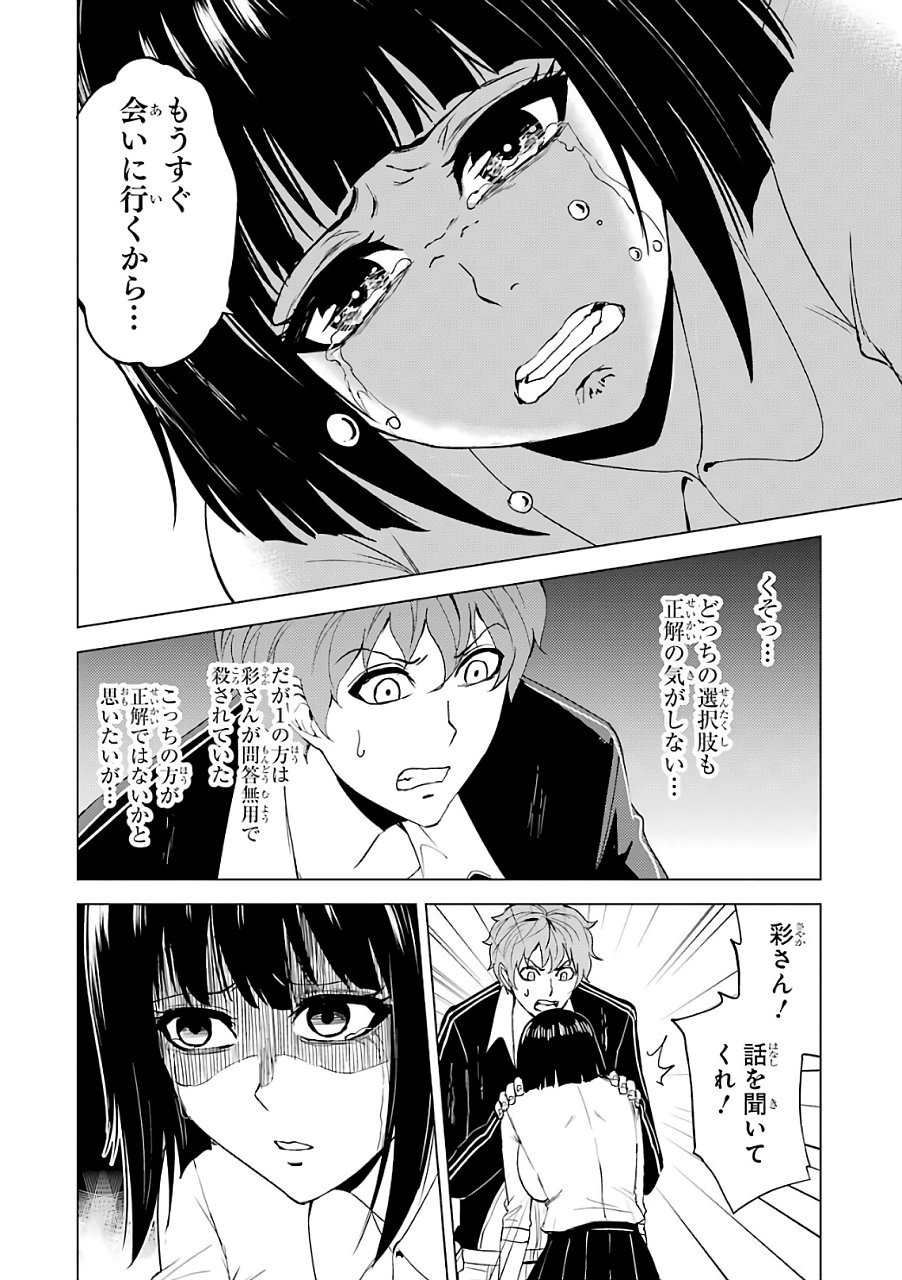 もうすぐ
会いに行くから…
くそっ…
どっちの選択肢も
正解の気がしない…
だが1の方は
彩さんが問答無用で
殺されていた
こっちの方が
正解ではないかと
思いたいが…
彩さん！
話を聞いて
くれ！